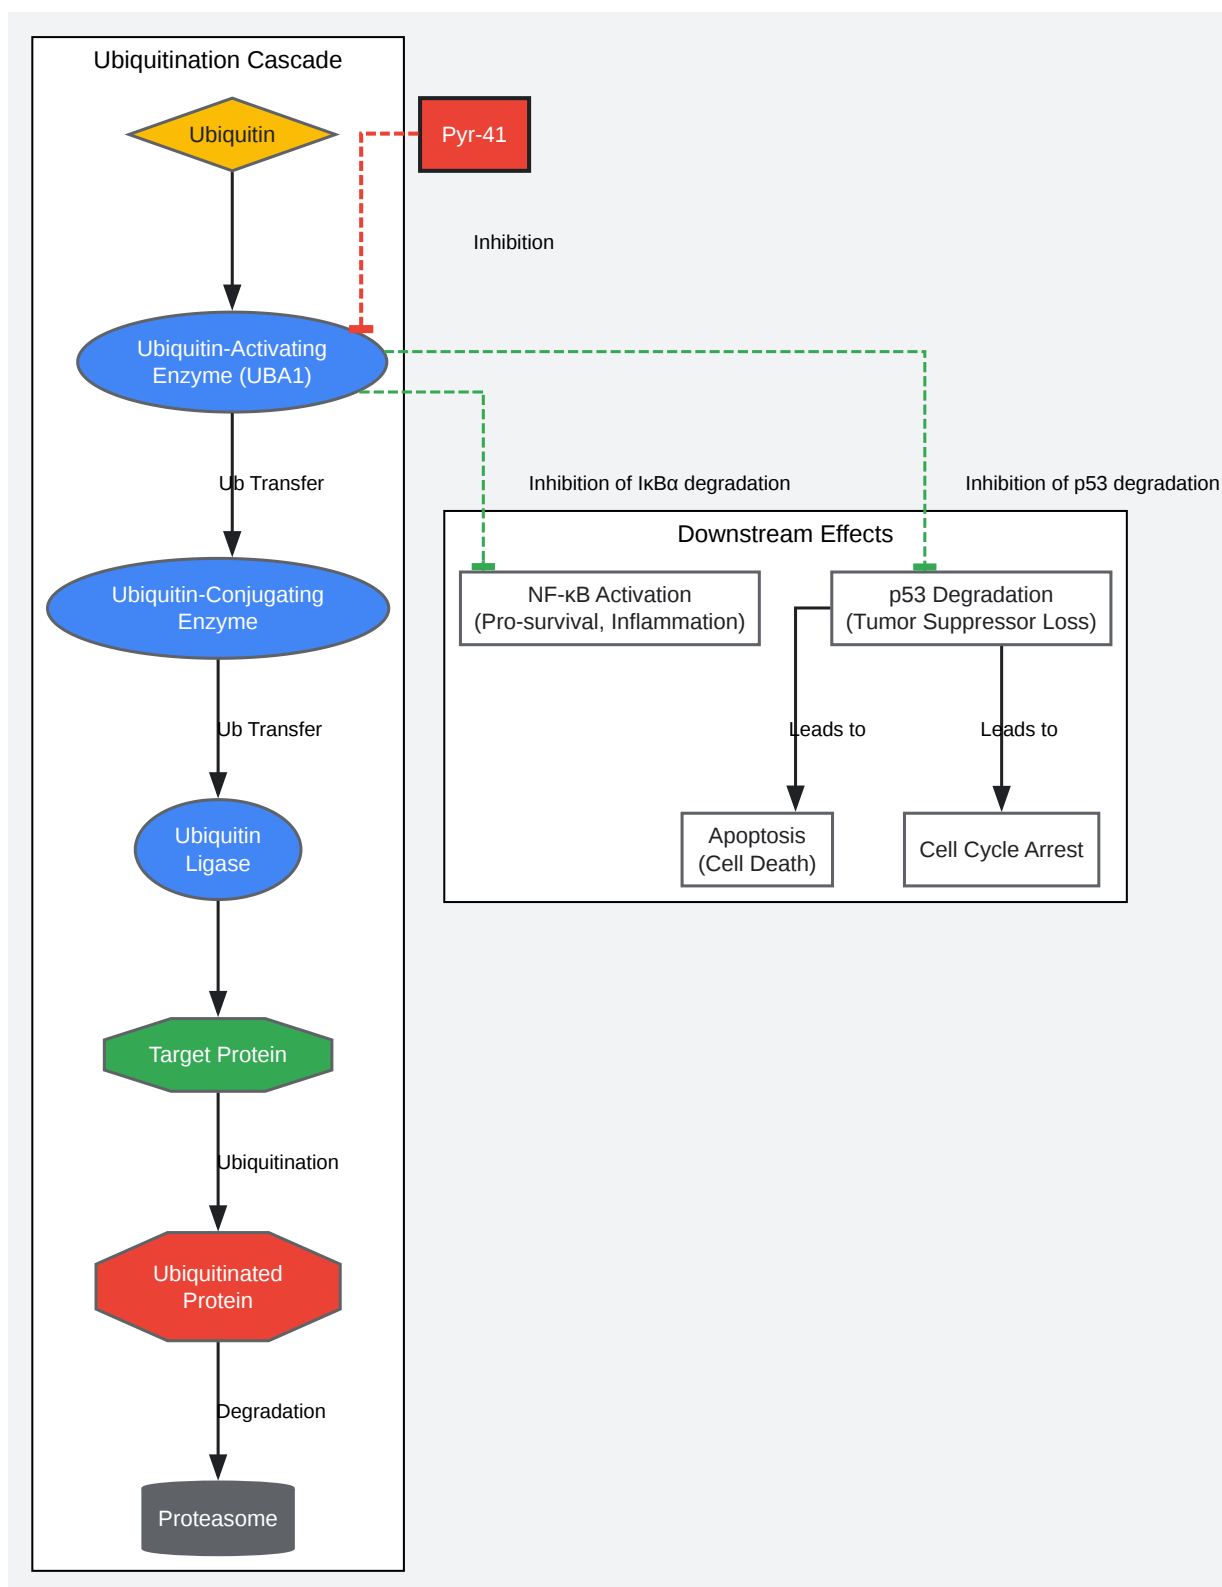 Ubiquitination Cascade
Ubiquitin
Pyr-41
Inhibition
Ubiquitin-Activating
Enzyme (UBA1)
Ub Transfer
Inhibition of IκBα degradation
Inhibition of p53 degradation
Downstream Effects
Ubiquitin-Conjugating
Enzyme
NF-κB Activation
(Pro-survival, Inflammation)
p53 Degradation
(Tumor Suppressor Loss)
Ub Transfer
Leads to
Leads to
Ubiquitin
Ligase
Apoptosis
(Cell Death)
Cell Cycle Arrest
Target Protein
Ubiquitination
Ubiquitinated
Protein
Degradation
Proteasome